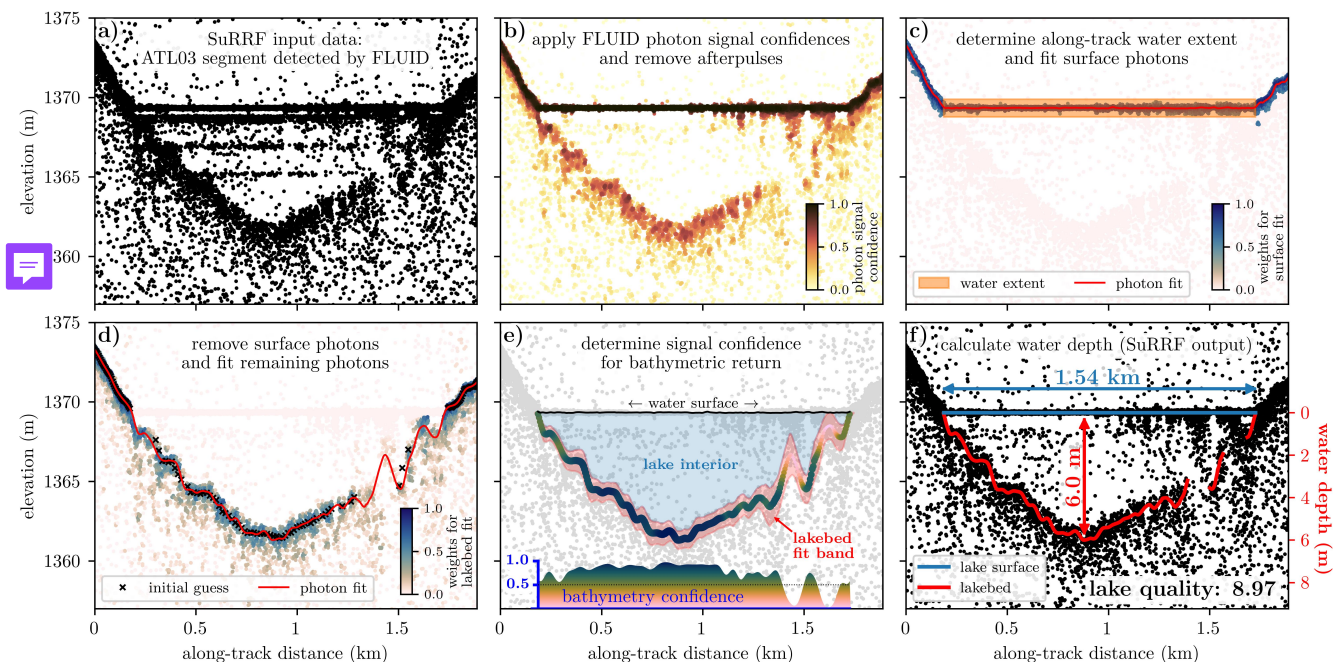 a)
SuRRF input data:
ATL03 segment detected by FLUID
1375
1370
1365
1360
elevation (m)
b)
apply FLUID photon signal confidences
and remove afterpulses
1.0
0.5
0.0
photon signal
confidence
c)
determine along-track water extent
and fit surface photons
1.0
0.5
0.0
weights for
surface fit
water extent
photon fit
d)
remove surface photons
and fit remaining photons
1375
1370
1365
1360
elevation (m)
1.0
0.5
0.0
weights for
lakebed fit
initial guess
photon fit
0
0.5
1
1.5
along-track distance (km)
e)
determine signal confidence
for bathymetric return
← water surface →
lake interior
lakebed
fit band
1.0
0.5
bathymetry confidence
0
0.5
1
1.5
along-track distance (km)
f)
calculate water depth (SuRRF output)
1.54 km
6.0 m
0
2
4
6
8
water depth (m)
lake surface
lakebed
lake quality: 8.97
0
0.5
1
1.5
along-track distance (km)